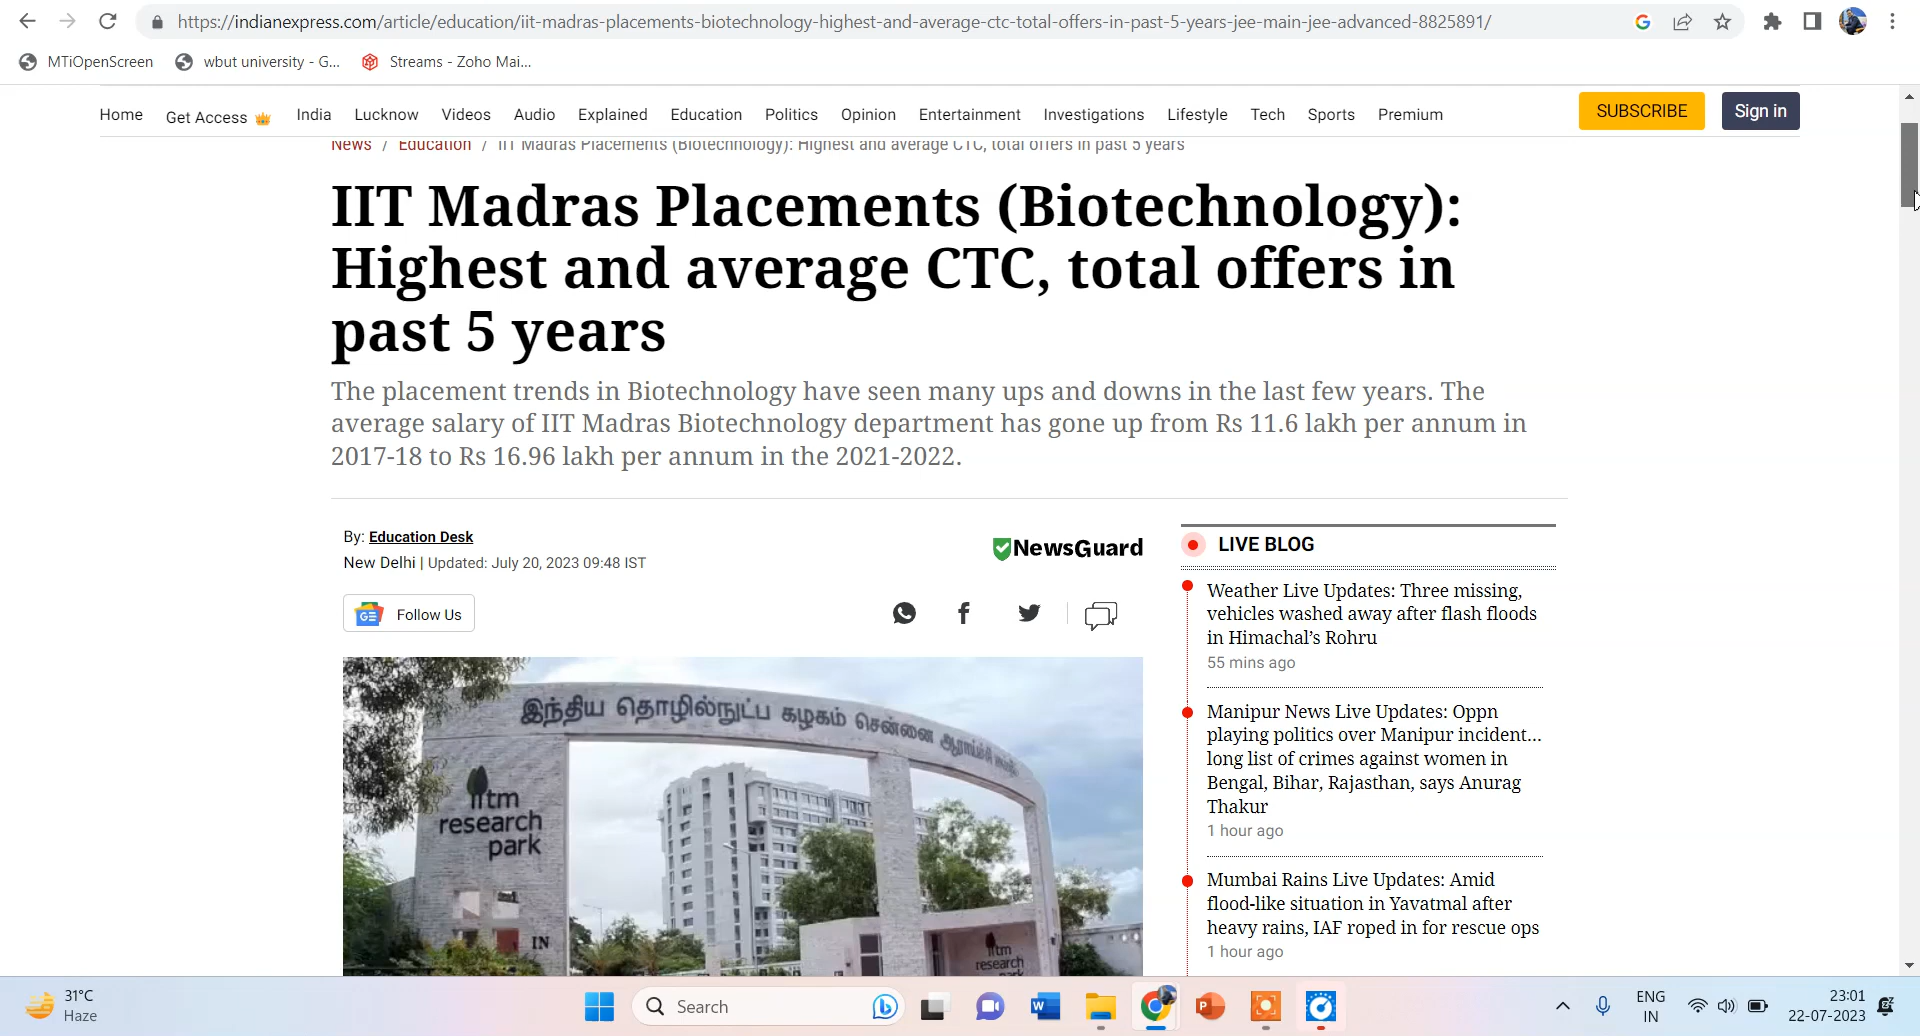 https://indianexpress.com/article/education/iit-madras-placements-biotechnology-highest-and-average-ctc-total-offers-in-past-5-years-jee-main-jee-advanced-8825891/
MTiOpenScreen wbut university - G... Streams - Zoho Mai...
Home Get Access India Lucknow Videos Audio Explained Education Politics Opinion Entertainment Investigations Lifestyle Tech Sports Premium SUBSCRIBE Sign in
News / Education / IIT Madras Placements (Biotechnology): Highest and average CTC, total offers in past 5 years
IIT Madras Placements (Biotechnology):
Highest and average CTC, total offers in
past 5 years
The placement trends in Biotechnology have seen many ups and downs in the last few years. The
average salary of IIT Madras Biotechnology department has gone up from Rs 11.6 lakh per annum in
2017-18 to Rs 16.96 lakh per annum in the 2021-2022.
By: Education Desk
New Delhi | Updated: July 20, 2023 09:48 IST
NewsGuard
GE Follow Us
இந்திய தொழில்நுட்ப கழகம் சென்னை
iitm
research
park
IN
iitm
research
park
LIVE BLOG
Weather Live Updates: Three missing,
vehicles washed away after flash floods
in Himachal’s Rohru
55 mins ago
Manipur News Live Updates: Oppn
playing politics over Manipur incident...
long list of crimes against women in
Bengal, Bihar, Rajasthan, says Anurag
Thakur
1 hour ago
Mumbai Rains Live Updates: Amid
flood-like situation in Yavatmal after
heavy rains, IAF roped in for rescue ops
1 hour ago
31°C
Haze
Search
ENG
IN
23:01
22-07-2023